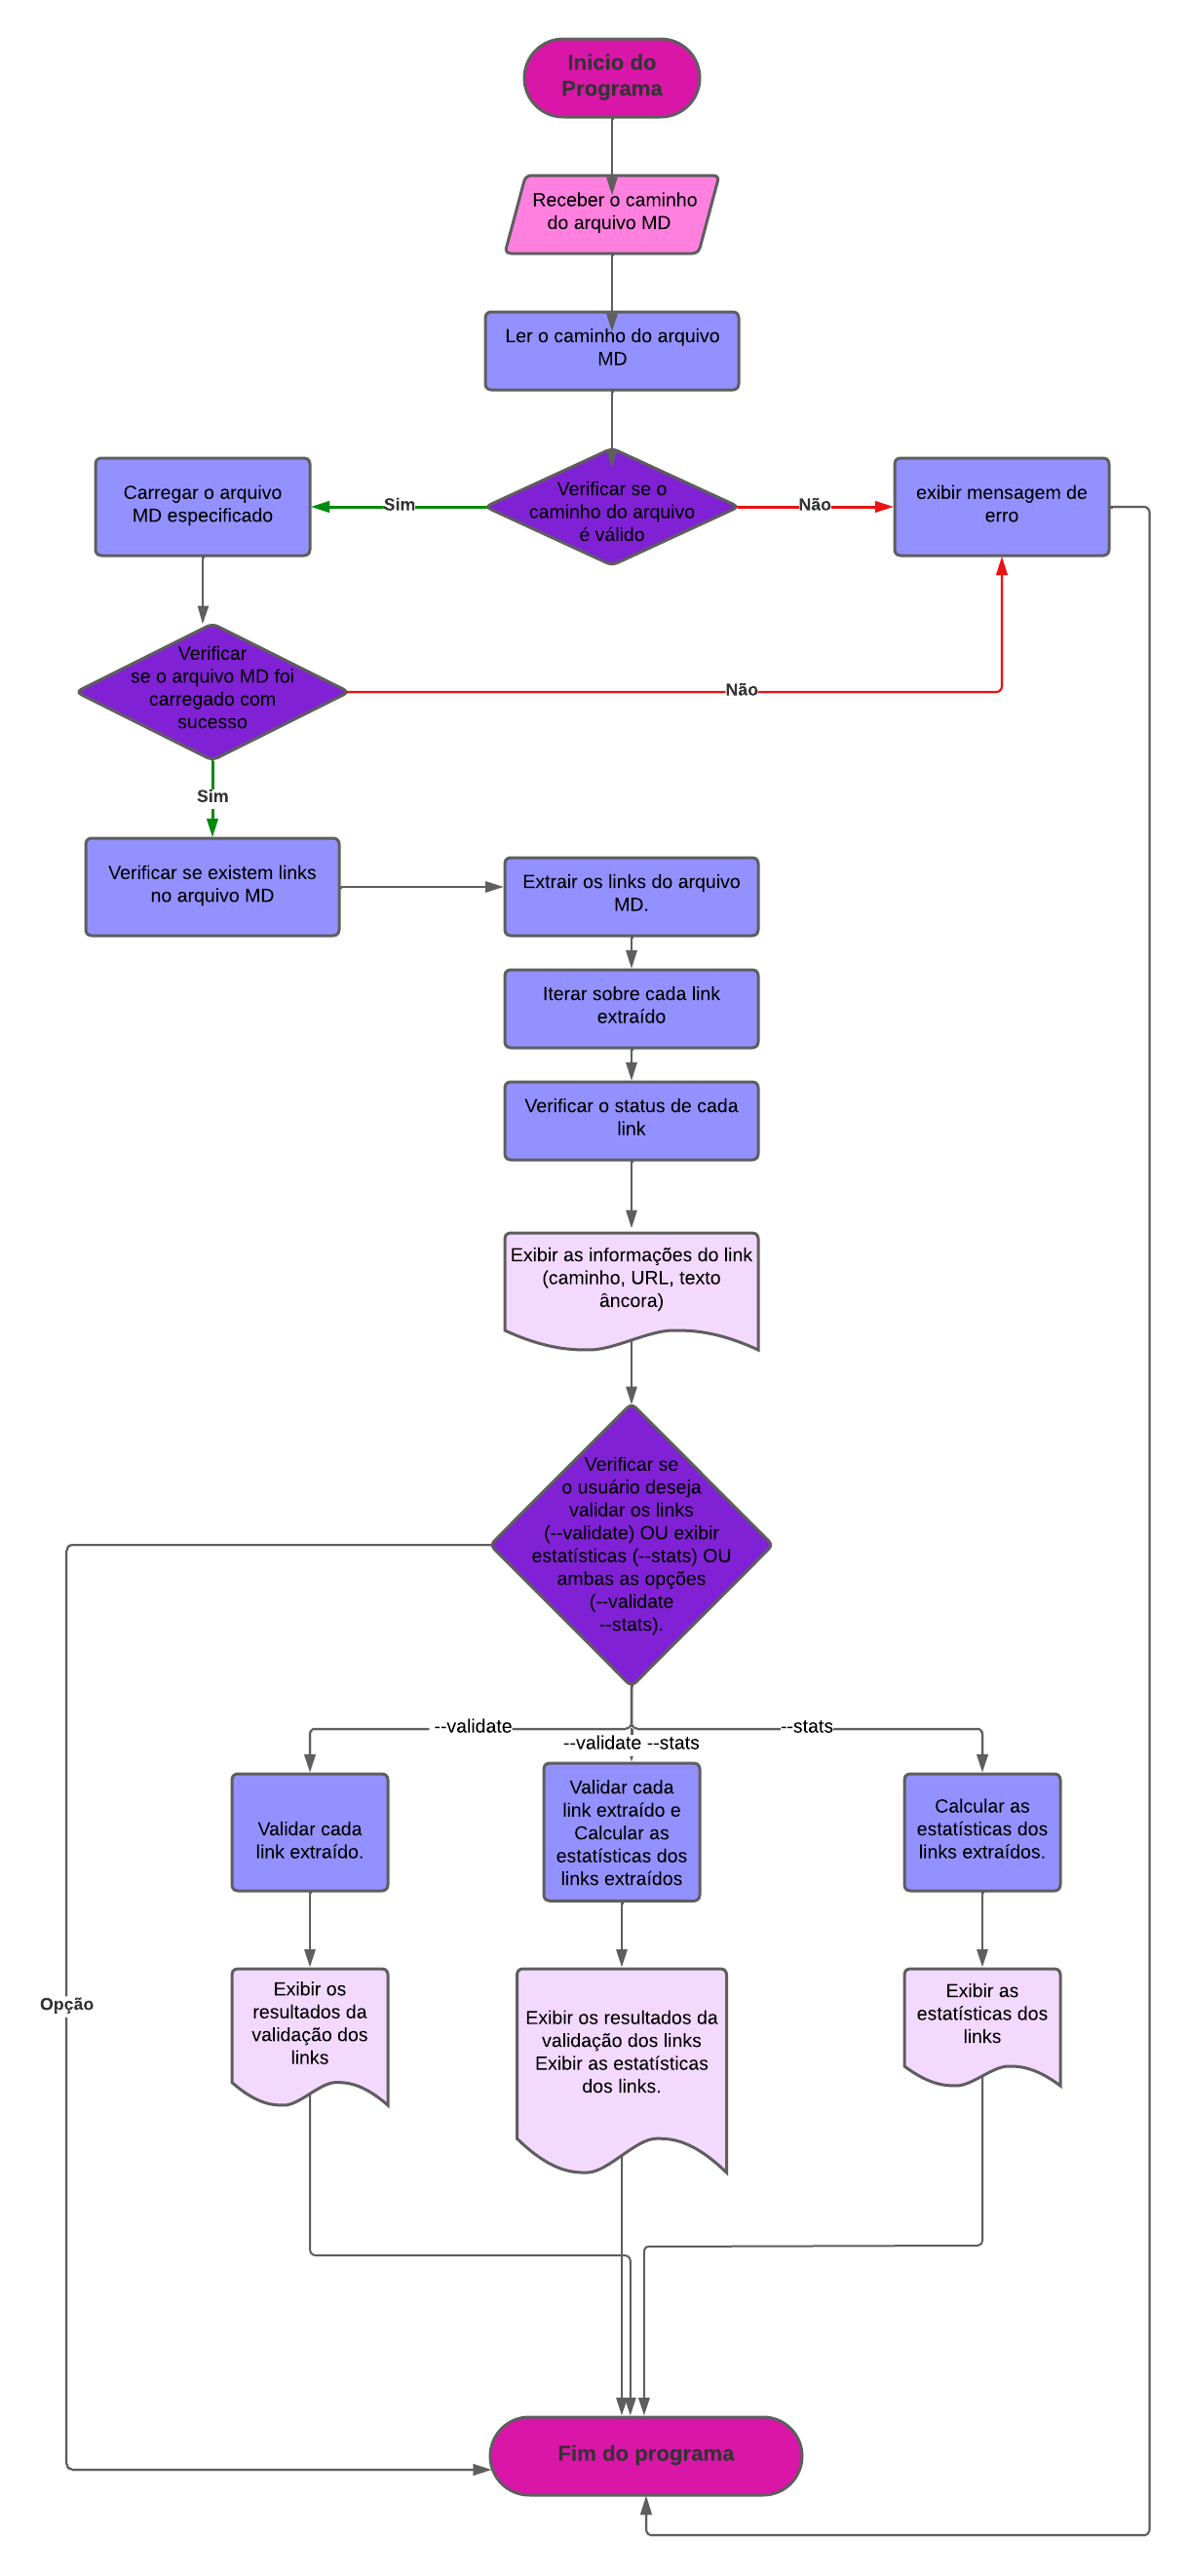 Inicio do
Programa
Receber o caminho
do arquivo MD
Ler o caminho do arquivo
MD
Verificar se o
caminho do arquivo
é válido
Sim
Não
Carregar o arquivo
MD especificado
exibir mensagem de
erro
Verificar
se o arquivo MD foi
carregado com
sucesso
Não
Sim
Verificar se existem links
no arquivo MD
Extrair os links do arquivo
MD.
Iterar sobre cada link
extraído
Verificar o status de cada
link
Exibir as informações do link
(caminho, URL, texto
âncora)
Verificar se
o usuário deseja
validar os links
(--validate) OU exibir
estatísticas (--stats) OU
ambas as opções
(--validate
--stats).
--validate
--validate --stats
--stats
Validar cada
link extraído.
Validar cada
link extraído e
Calcular as
estatísticas dos
links extraídos
Calcular as
estatísticas dos
links extraídos.
Exibir os
resultados da
validação dos
links
Exibir os resultados da
validação dos links
Exibir as estatísticas
dos links.
Exibir as
estatísticas dos
links
Opção
Fim do programa